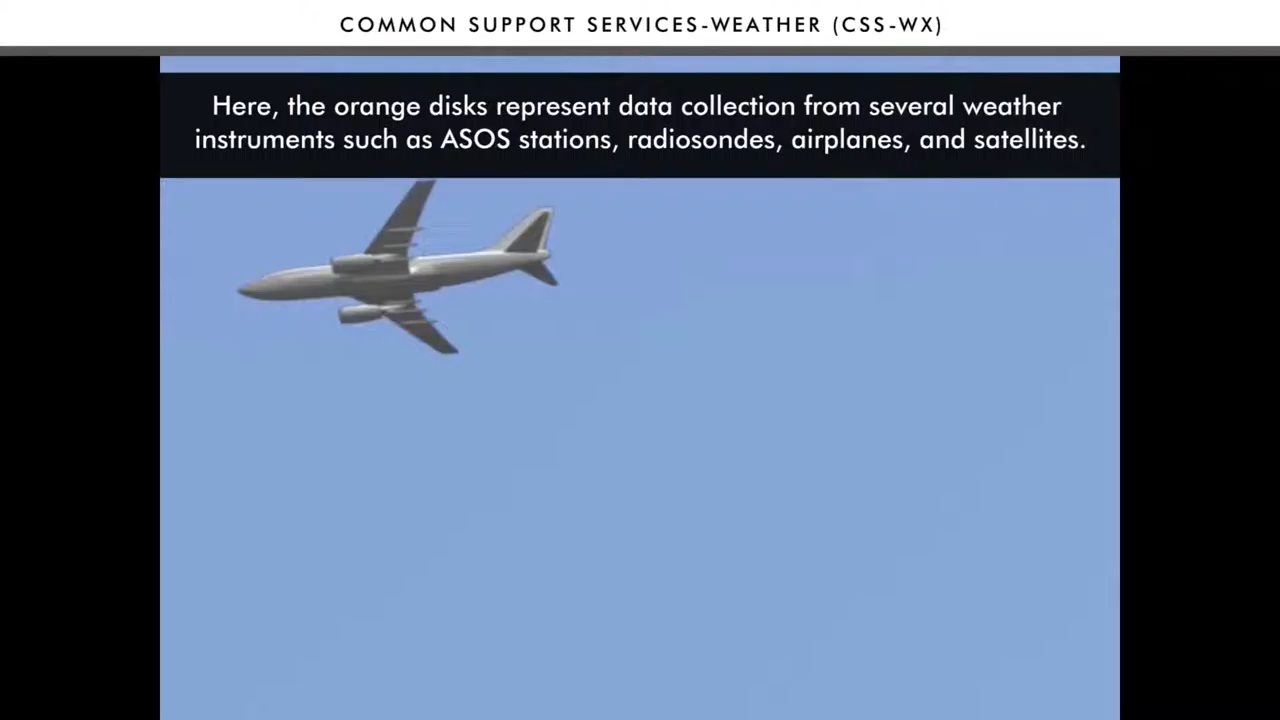 COMMON SUPPORT SERVICES-WEATHER (CSS-WX)
Here, the orange disks represent data collection from several weather
instruments such as ASOS stations, radiosondes, airplanes, and satellites.